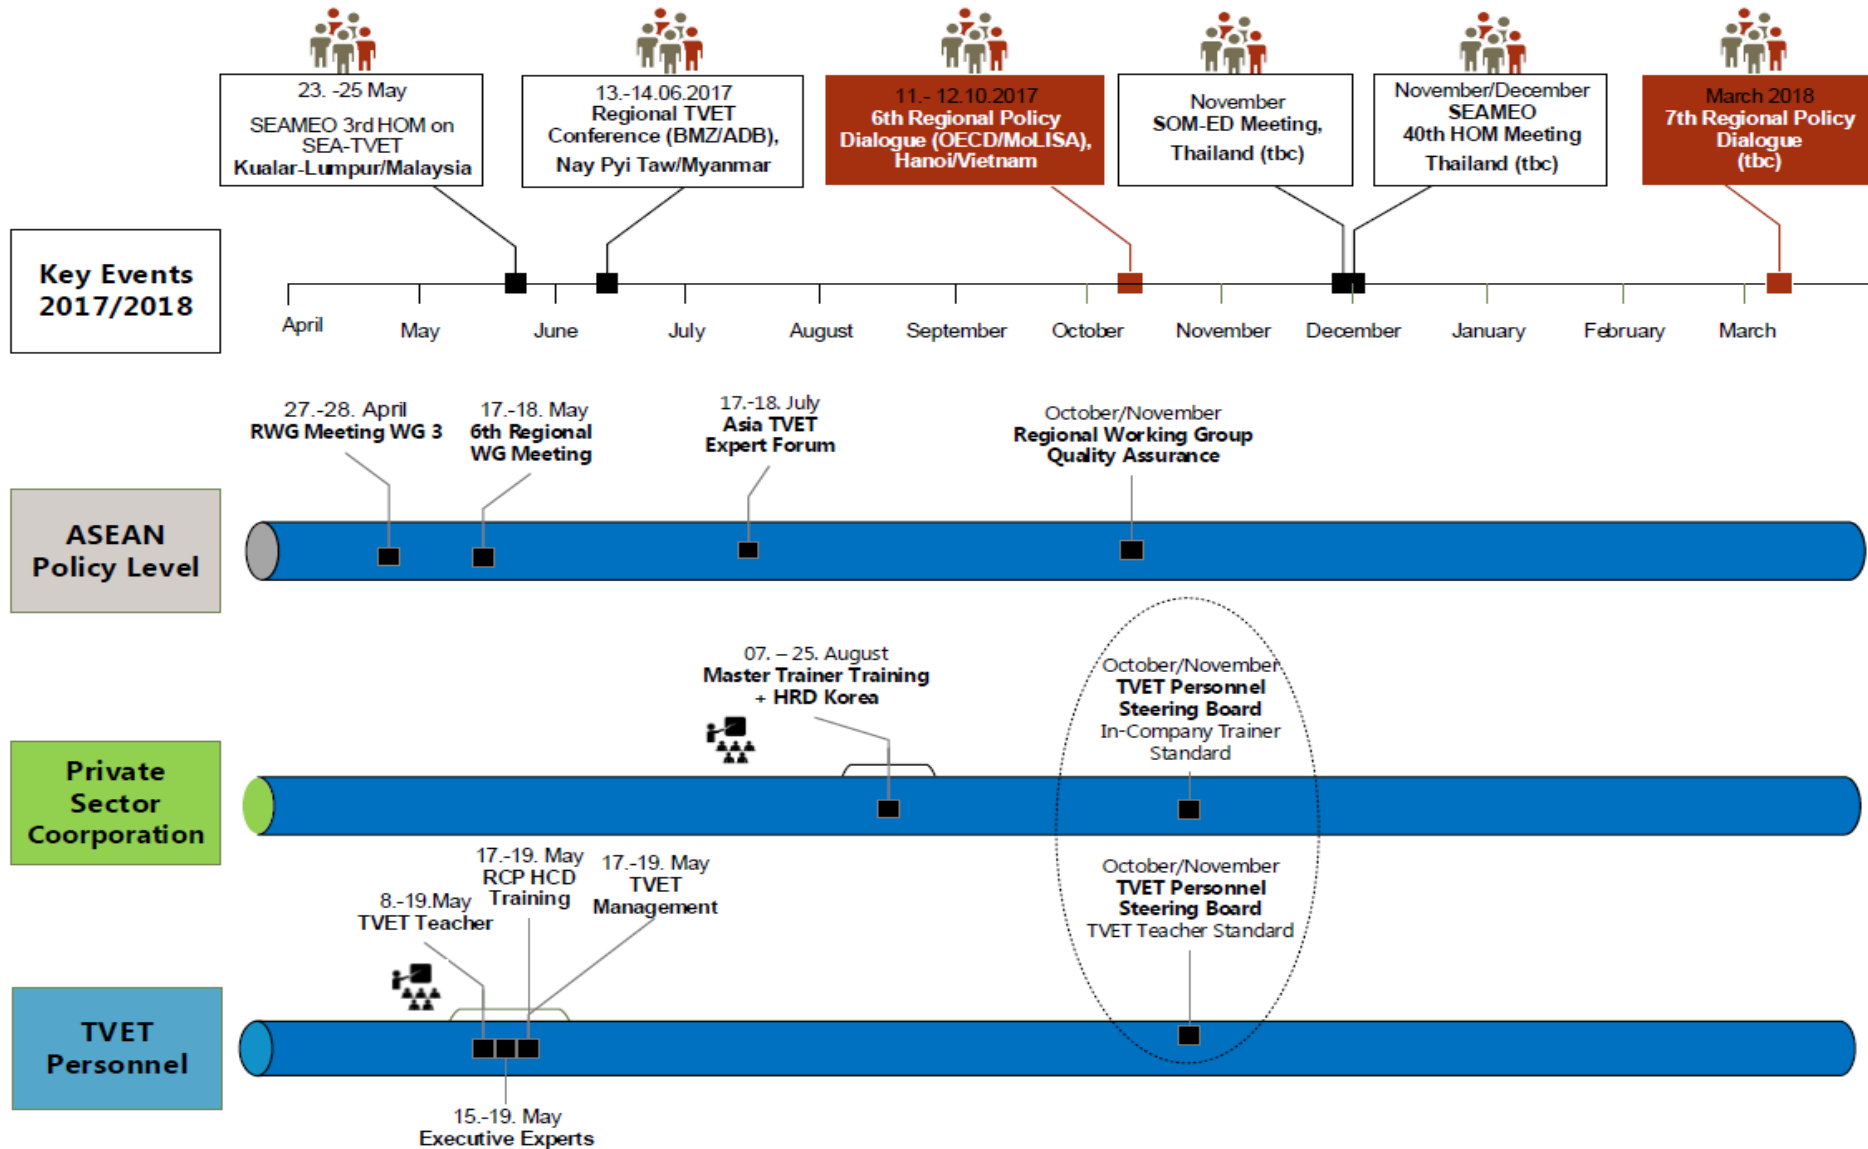 23. -25 May
SEAMEO 3rd HOM on
SEA-TVET
Kualar-Lumpur/Malaysia
13.-14.06.2017
Regional TVET
Conference (BMZ/ADB),
Nay Pyi Taw/Myanmar
11.- 12.10.2017
6th Regional Policy
Dialogue (OECD/MoLISA),
Hanoi/Vietnam
November
SOM-ED Meeting,
Thailand (tbc)
November/December
SEAMEO
40th HOM Meeting
Thailand (tbc)
March 2018
7th Regional Policy
Dialogue
(tbc)
Key Events
2017/2018
April
May
June
July
August
September
October
November
December
January
February
March
27.-28. April
RWG Meeting WG 3
17.-18. May
6th Regional
WG Meeting
17.-18. July
Asia TVET
Expert Forum
October/November
Regional Working Group
Quality Assurance
ASEAN
Policy Level
07. – 25. August
Master Trainer Training
+ HRD Korea
October/November
TVET Personnel
Steering Board
In-Company Trainer
Standard
Private
Sector
Coorporation
8.-19.May
TVET Teacher
17.-19. May
RCP HCD
Training
17.-19. May
TVET
Management
October/November
TVET Personnel
Steering Board
TVET Teacher Standard
TVET
Personnel
15.-19. May
Executive Experts